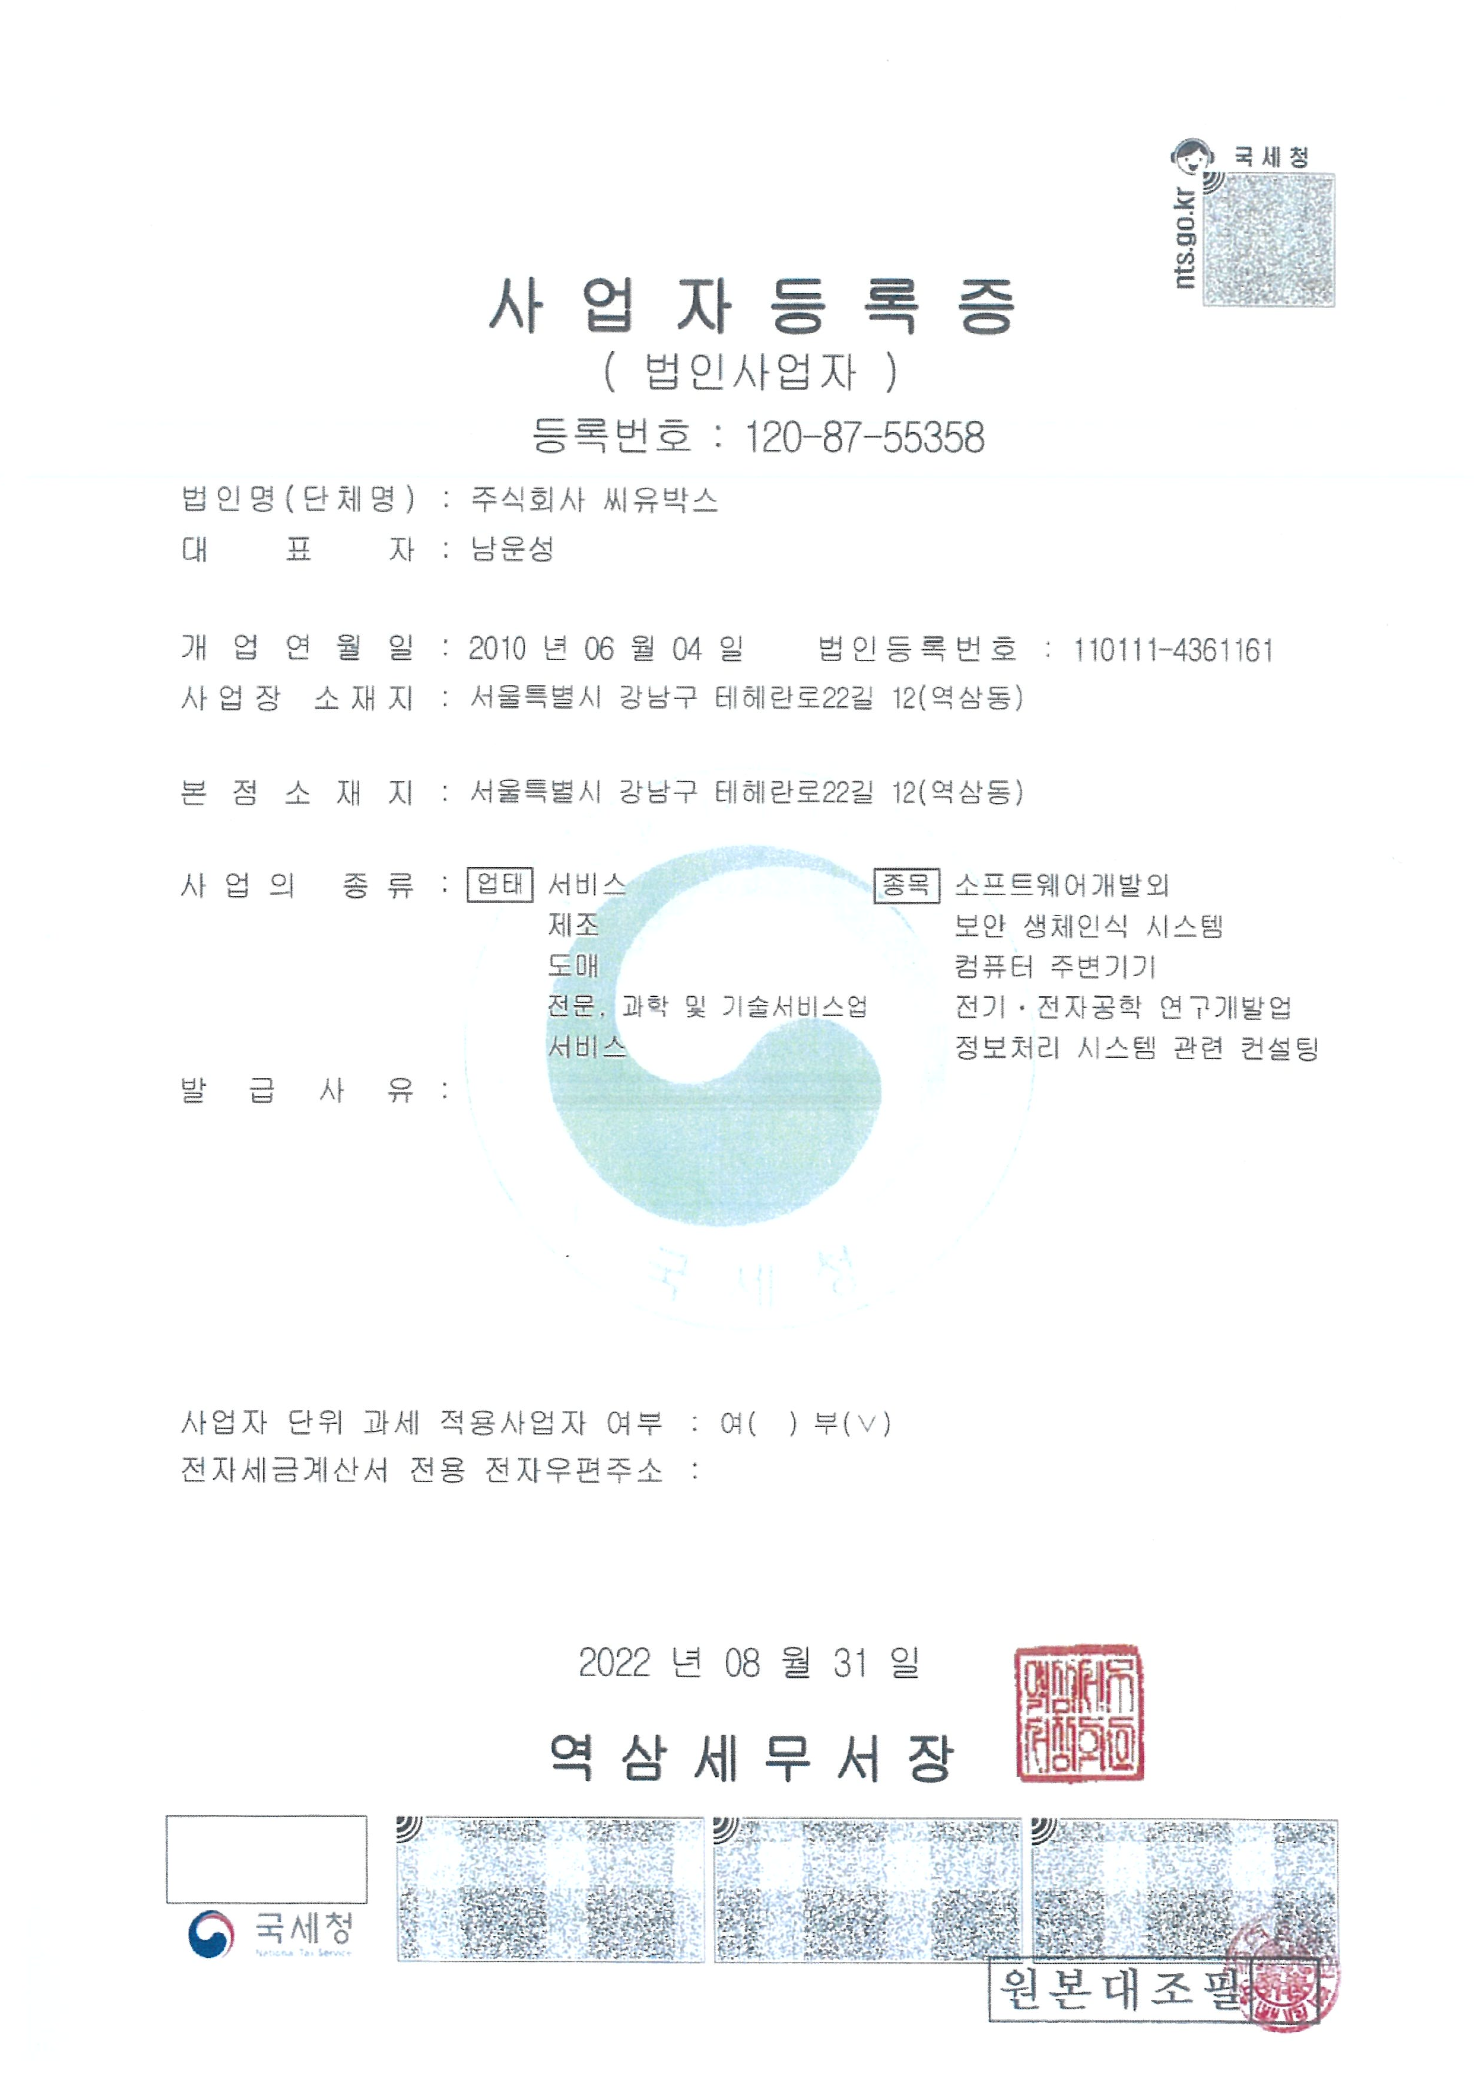 국세청
nts.go.kr
사업자등록증
( 법인사업자 )
등록번호 : 120-87-55358
법인명(단체명) : 주식회사 씨유박스
대 표 자 : 남운성
개 업 연 월 일 : 2010 년 06 월 04 일 법인등록번호 : 110111-4361161
사업장 소재지 : 서울특별시 강남구 테헤란로22길 12(역삼동)
본 점 소 재 지 : 서울특별시 강남구 테헤란로22길 12(역삼동)
사 업 의 종 류 : 업태 서비스 종목 소프트웨어개발외
제조 보안 생체인식 시스템
도매 컴퓨터 주변기기
전문, 과학 및 기술서비스업 전기·전자공학 연구개발업
서비스 정보처리 시스템 관련 컨설팅
발 급 사 유 :
국세청
사업자 단위 과세 적용사업자 여부 : 여( ) 부(∨)
전자세금계산서 전용 전자우편주소 :
2022 년 08 월 31 일
역삼세무서장
국세청
National Tax Service
원본대조필